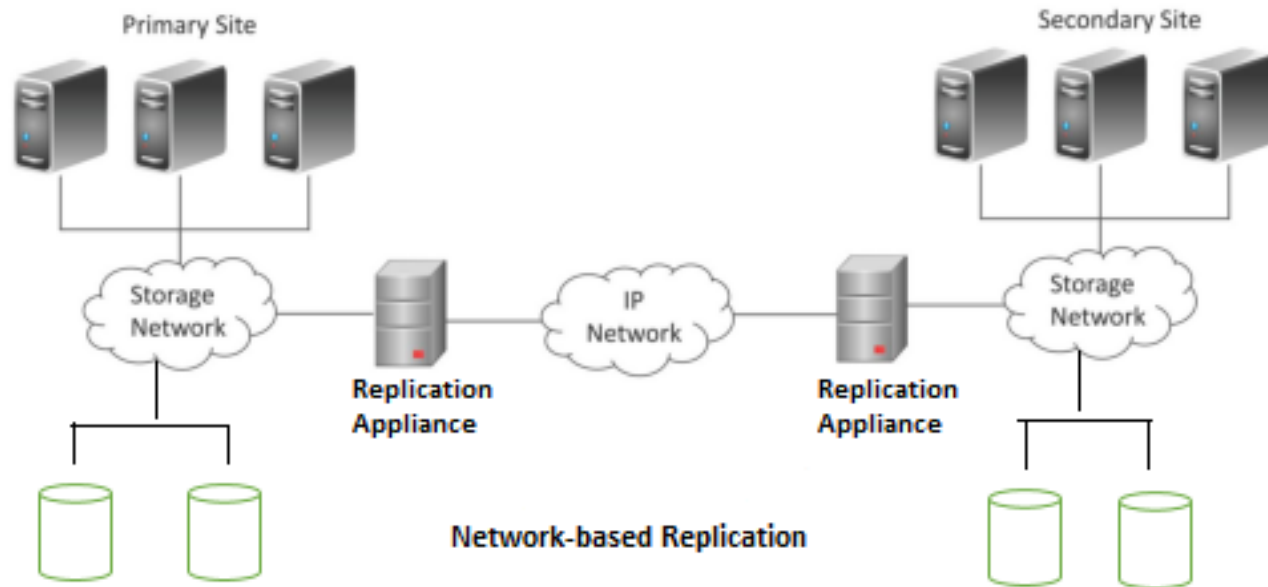 Primary Site
Secondary Site
Storage
Network
IP
Network
Storage
Network
Replication
Appliance
Replication
Appliance
Network-based Replication